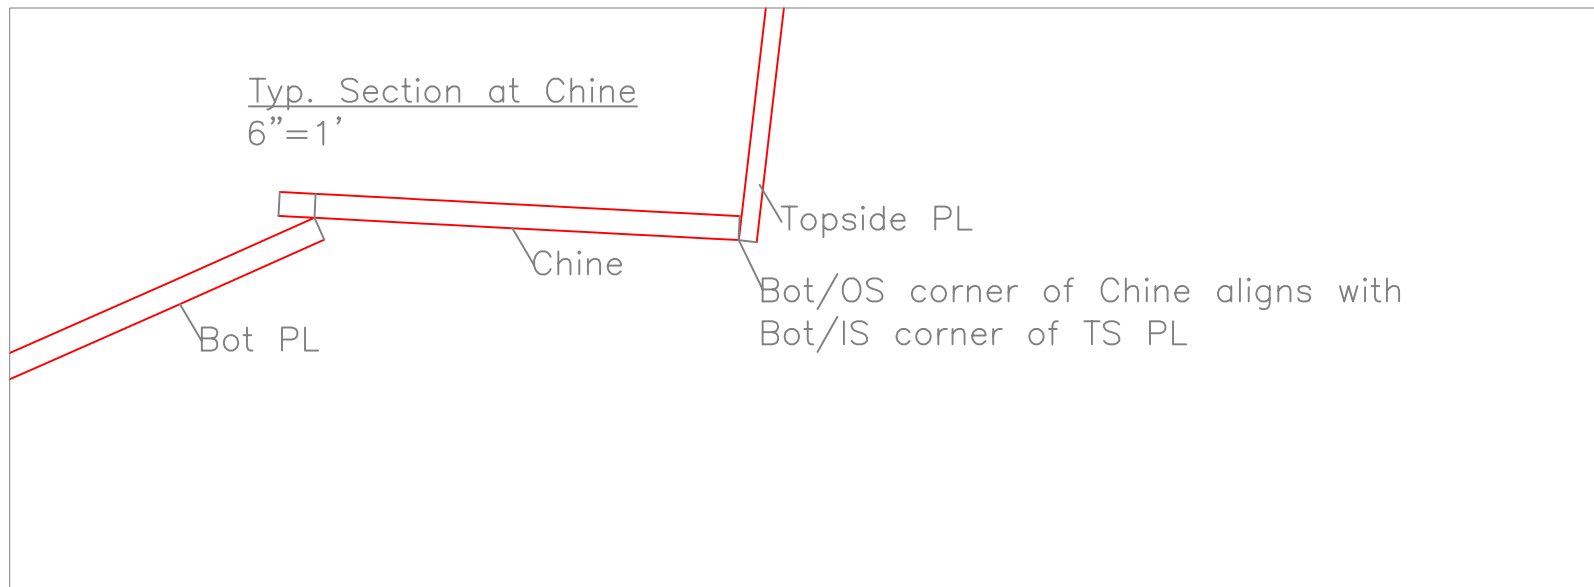 Typ. Section at Chine
6"=1'
Topside PL
Chine
Bot/OS corner of Chine aligns with
Bot/IS corner of TS PL
Bot PL